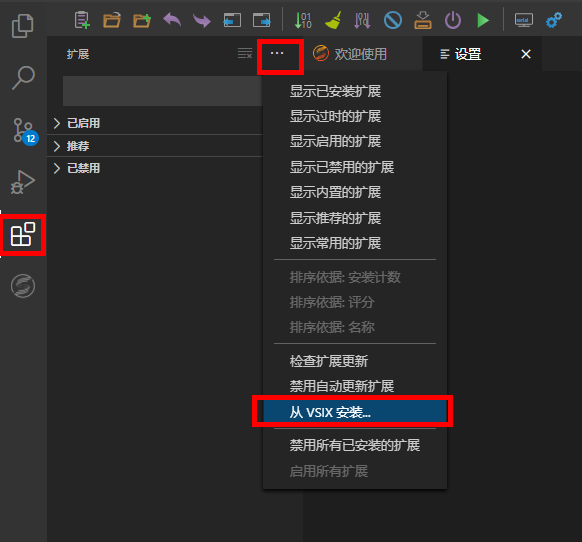 01
10
扩展
···
欢迎使用
设置
12
已启用
推荐
已禁用
显示已安装扩展
显示过时的扩展
显示启用的扩展
显示已禁用的扩展
显示内置的扩展
显示推荐的扩展
显示常用的扩展
排序依据: 安装计数
排序依据: 评分
排序依据: 名称
检查扩展更新
禁用自动更新扩展
从 VSIX 安装...
禁用所有已安装的扩展
启用所有扩展